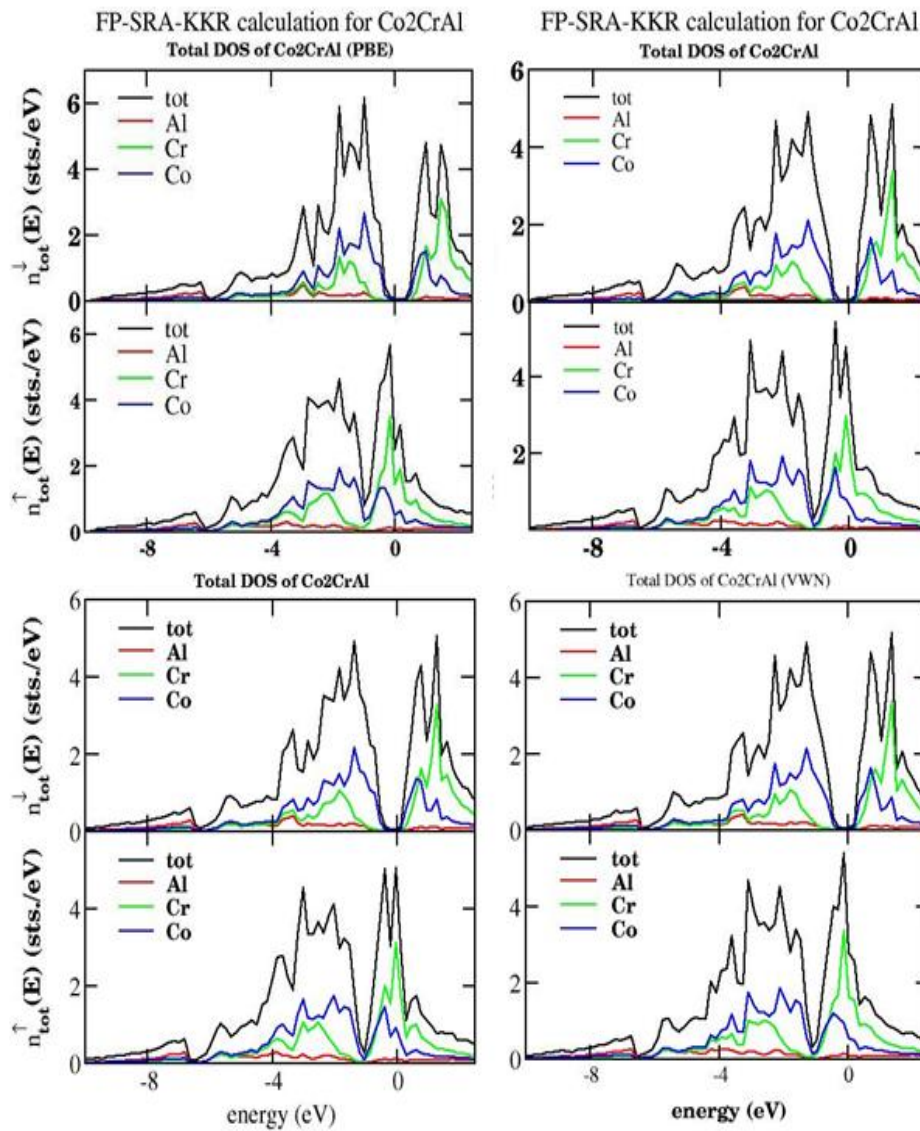 FP-SRA-KKR calculation for Co2CrAl
Total DOS of Co2CrAl (PBE)
n↓tot(E) (sts./eV)
6
4
2
0
tot
Al
Cr
Co
n↑tot(E) (sts./eV)
6
4
2
0
tot
Al
Cr
Co
-8
-4
0
FP-SRA-KKR calculation for Co2CrAl
Total DOS of Co2CrAl
6
4
2
0
tot
Al
Cr
Co
4
2
tot
Al
Cr
Co
-8
-4
0
Total DOS of Co2CrAl
n↓tot(E) (sts./eV)
6
4
2
0
tot
Al
Cr
Co
n↑tot(E) (sts./eV)
4
2
0
tot
Al
Cr
Co
-8
-4
0
energy (eV)
Total DOS of Co2CrAl (VWN)
6
4
2
0
tot
Al
Cr
Co
4
2
0
tot
Al
Cr
Co
-8
-4
0
energy (eV)